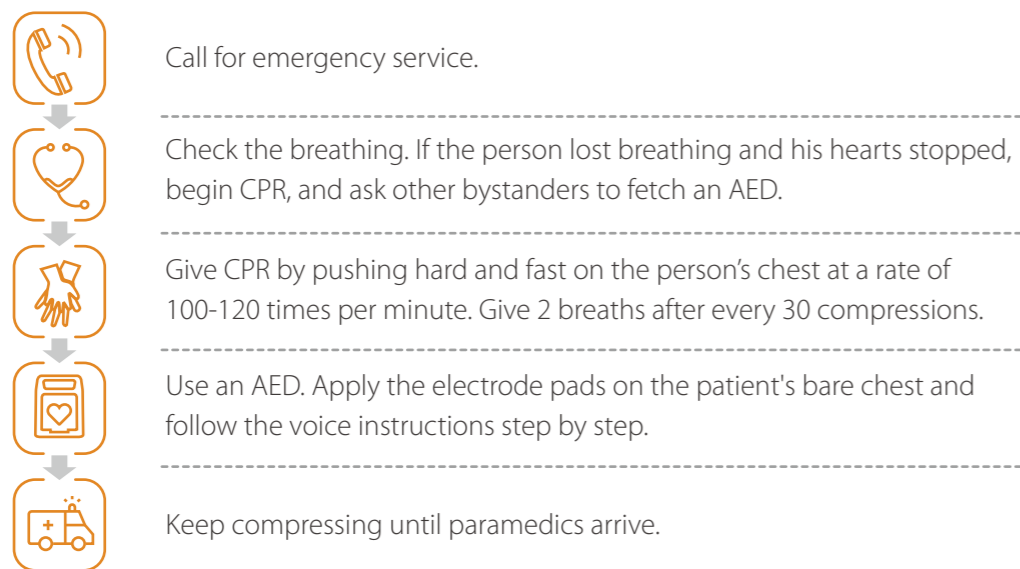 Call for emergency service.
Check the breathing. If the person lost breathing and his hearts stopped,
begin CPR, and ask other bystanders to fetch an AED.
Give CPR by pushing hard and fast on the person’s chest at a rate of
100-120 times per minute. Give 2 breaths after every 30 compressions.
Use an AED. Apply the electrode pads on the patient's bare chest and
follow the voice instructions step by step.
Keep compressing until paramedics arrive.